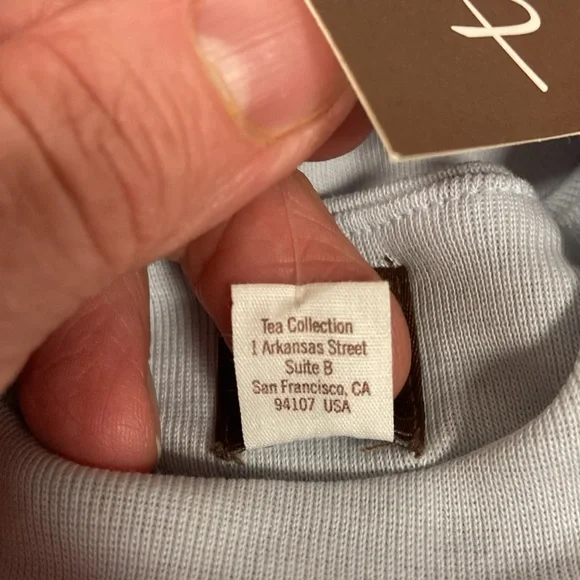 Tea Collection
1 Arkansas Street
Suite B
San Francisco, CA
94107 USA